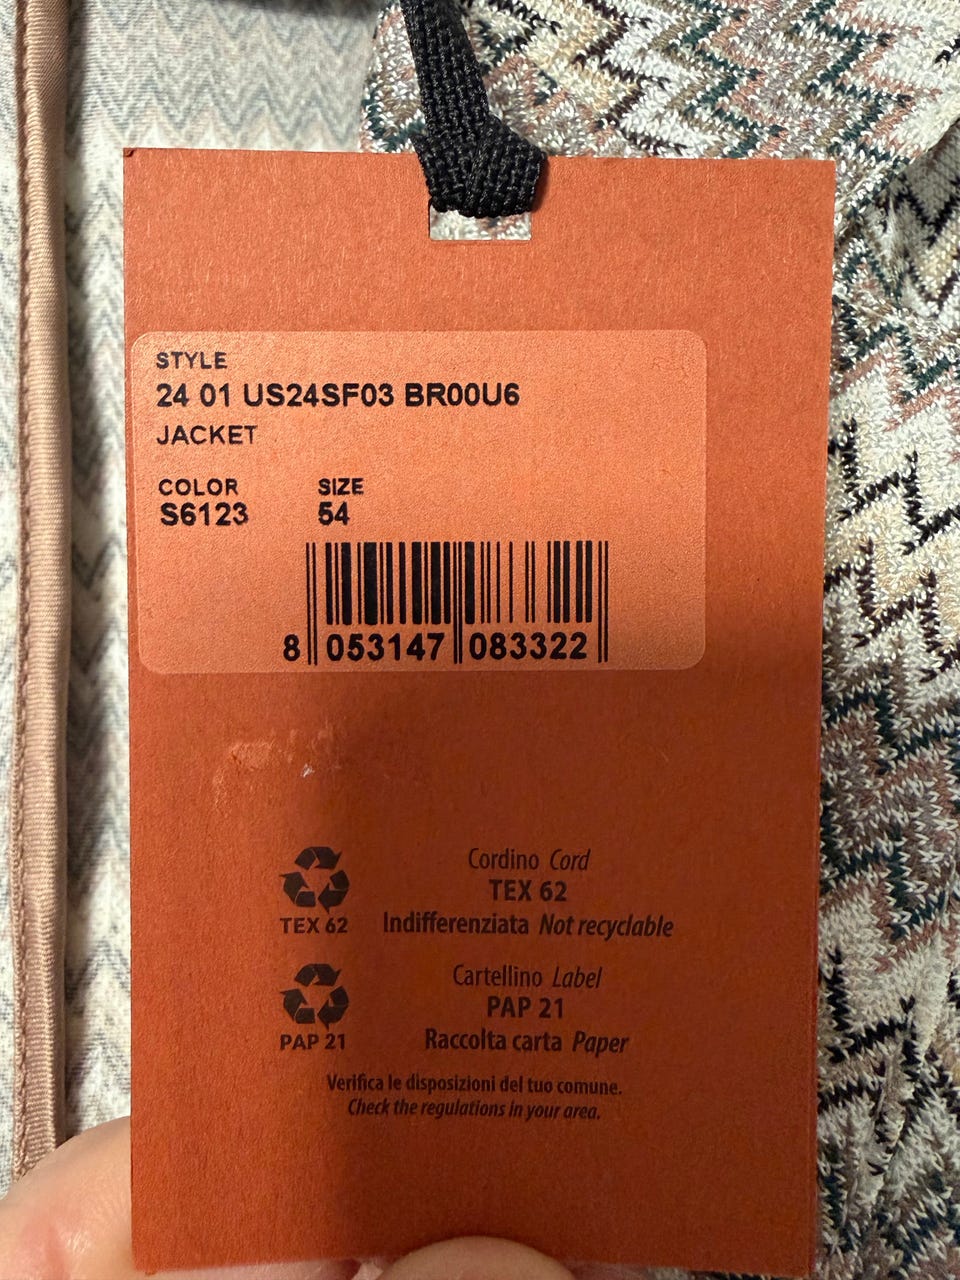 STYLE
24 01 US24SF03 BR00U6
JACKET
COLOR SIZE
S6123 54
8 053147 083322
Cordino Cord
TEX 62
TEX 62
Indifferenziata Not recyclable
Cartellino Label
PAP 21
PAP 21
Raccolta carta Paper
Verifica le disposizioni del tuo comune.
Check the regulations in your area.